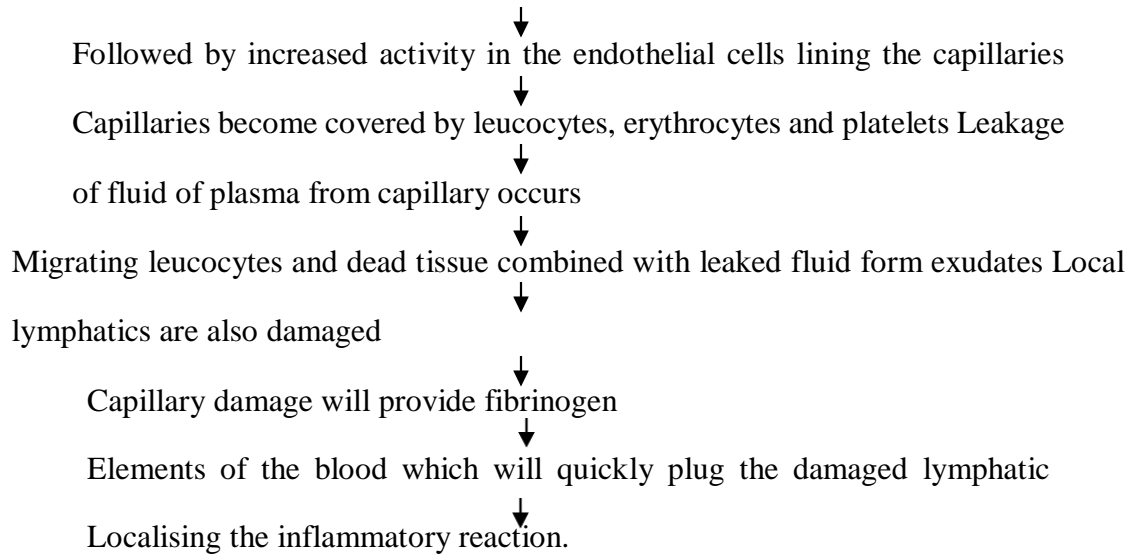 Followed by increased activity in the endothelial cells lining the capillaries
Capillaries become covered by leucocytes, erythrocytes and platelets Leakage
of fluid of plasma from capillary occurs
Migrating leucocytes and dead tissue combined with leaked fluid form exudates Local
lymphatics are also damaged
Capillary damage will provide fibrinogen
Elements of the blood which will quickly plug the damaged lymphatic
Localising the inflammatory reaction.